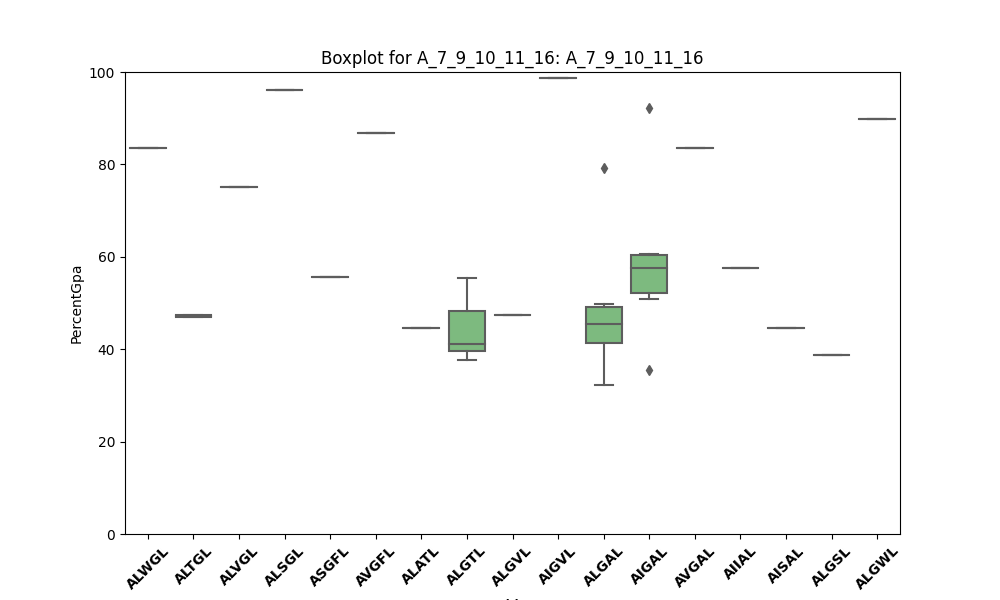 Boxplot for A_7_9_10_11_16: A_7_9_10_11_16
100
80
60
40
20
0
PercentGpa
ALWGL ALTGL ALVGL ALSGL ASGFL AVGFL ALATL ALGTL ALGVL AIGVL ALGAL AIGAL AVGAL AIIAL AISAL ALGSL ALGWL